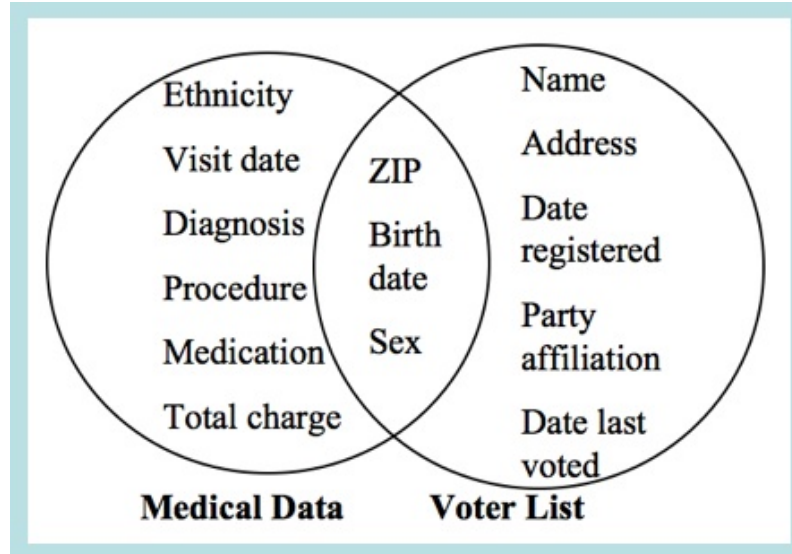 Ethnicity
Visit date
Diagnosis
Procedure
Medication
Total charge
ZIP
Birth
date
Sex
Name
Address
Date
registered
Party
affiliation
Date last
voted
Medical Data
Voter List